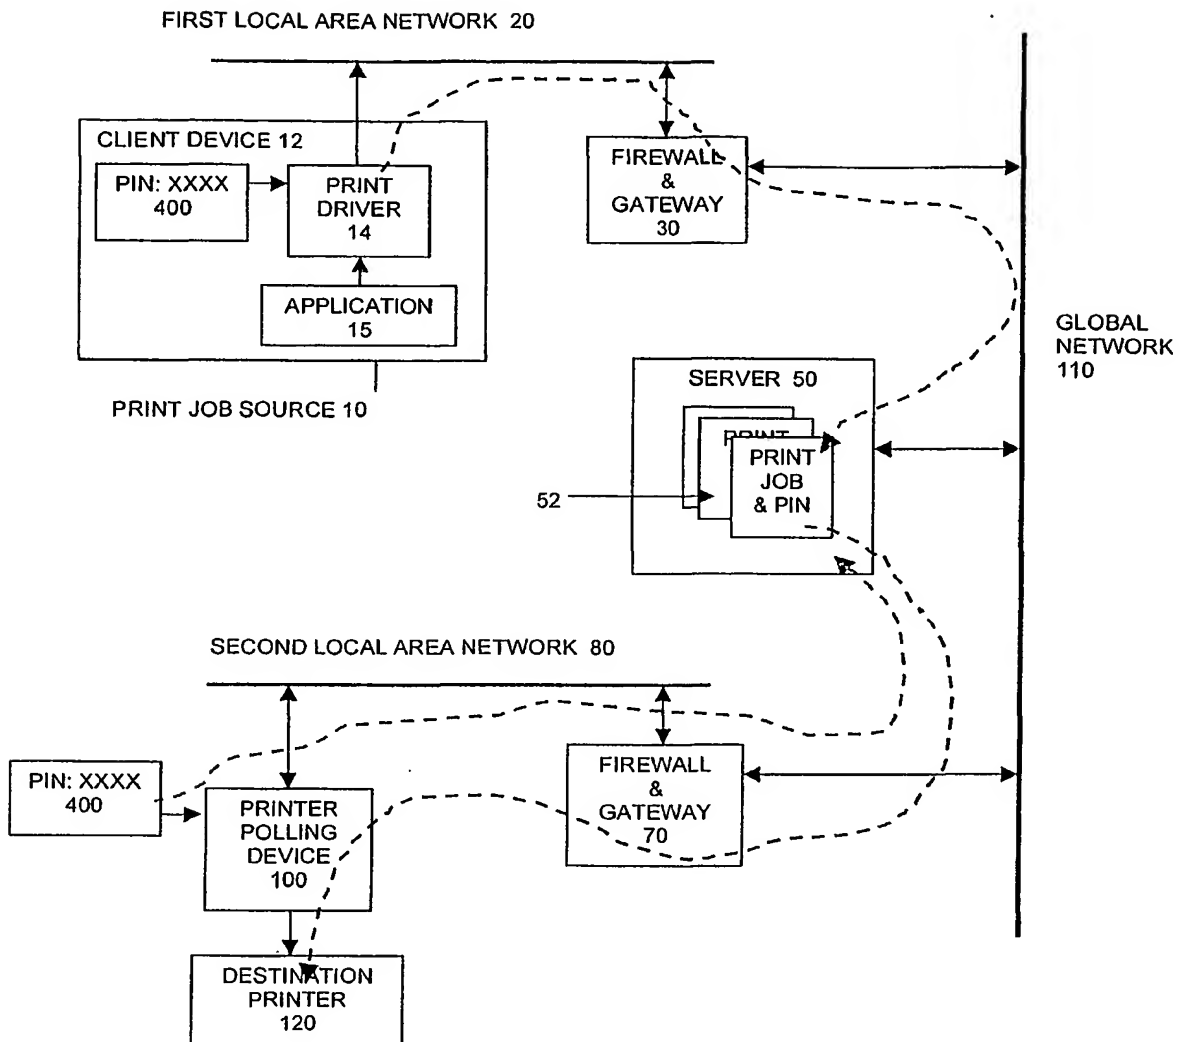 FIRST LOCAL AREA NETWORK 20
CLIENT DEVICE 12
PIN: XXXX
400
PRINT
DRIVER
14
APPLICATION
15
PRINT JOB SOURCE 10
FIREWALL
&
GATEWAY
30
GLOBAL
NETWORK
110
SERVER 50
PRINT
PRINT
JOB
& PIN
52
SECOND LOCAL AREA NETWORK 80
PIN: XXXX
400
PRINTER
POLLING
DEVICE
100
FIREWALL
&
GATEWAY
70
DESTINATION
PRINTER
120